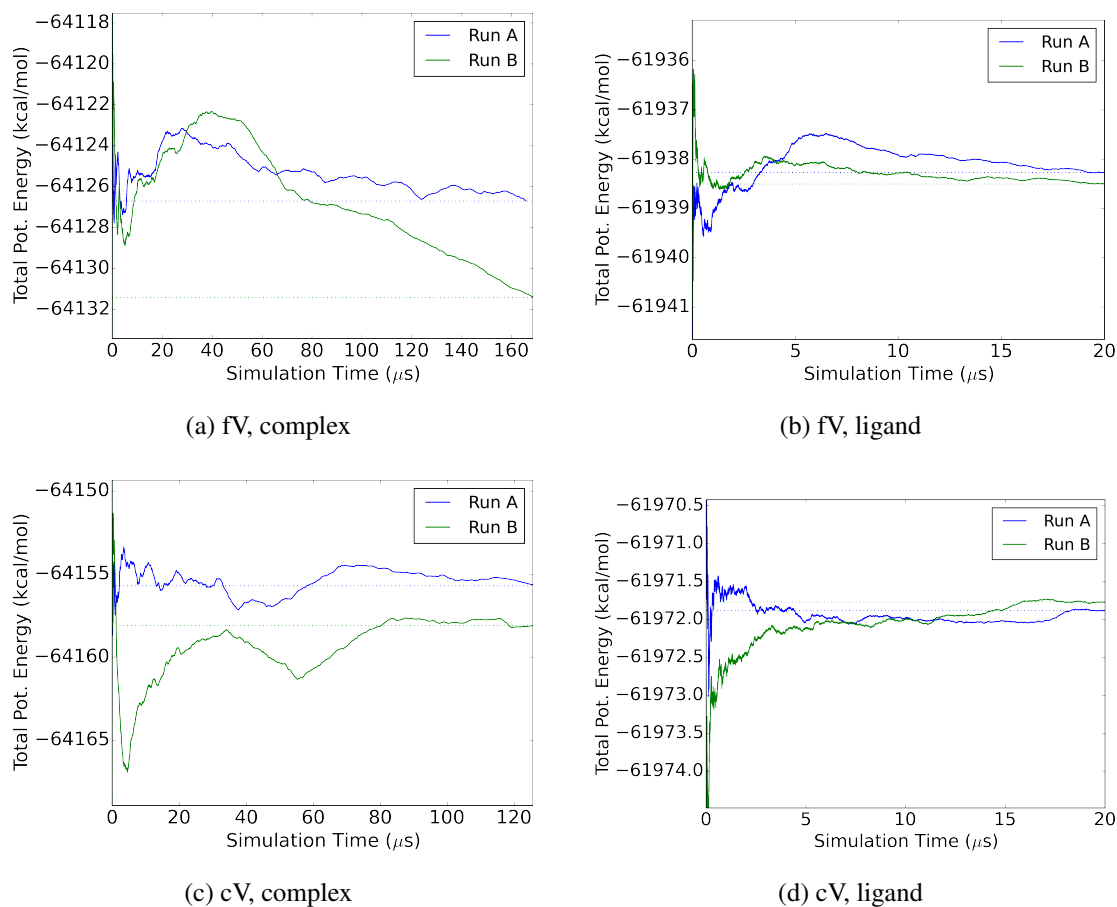 −64118
−64120
−64122
−64123
−64126
−64128
−64130
−64132
Total Pot. Energy (kcal/mol)
Run A
Run B
0 20 40 60 80 100 120 140 160
Simulation Time (μs)
(a) fV, complex
−61936
−61937
−61938
−61939
−61940
−61941
Total Pot. Energy (kcal/mol)
Run A
Run B
0 5 10 15 20
Simulation Time (μs)
(b) fV, ligand
−64150
−64155
−64160
−64165
Total Pot. Energy (kcal/mol)
Run A
Run B
0 20 40 60 80 100 120
Simulation Time (μs)
(c) cV, complex
−61970.5
−61971.0
−61971.5
−61972.0
−61972.5
−61973.0
−61973.5
−61974.0
Total Pot. Energy (kcal/mol)
Run A
Run B
0 5 10 15 20
Simulation Time (μs)
(d) cV, ligand